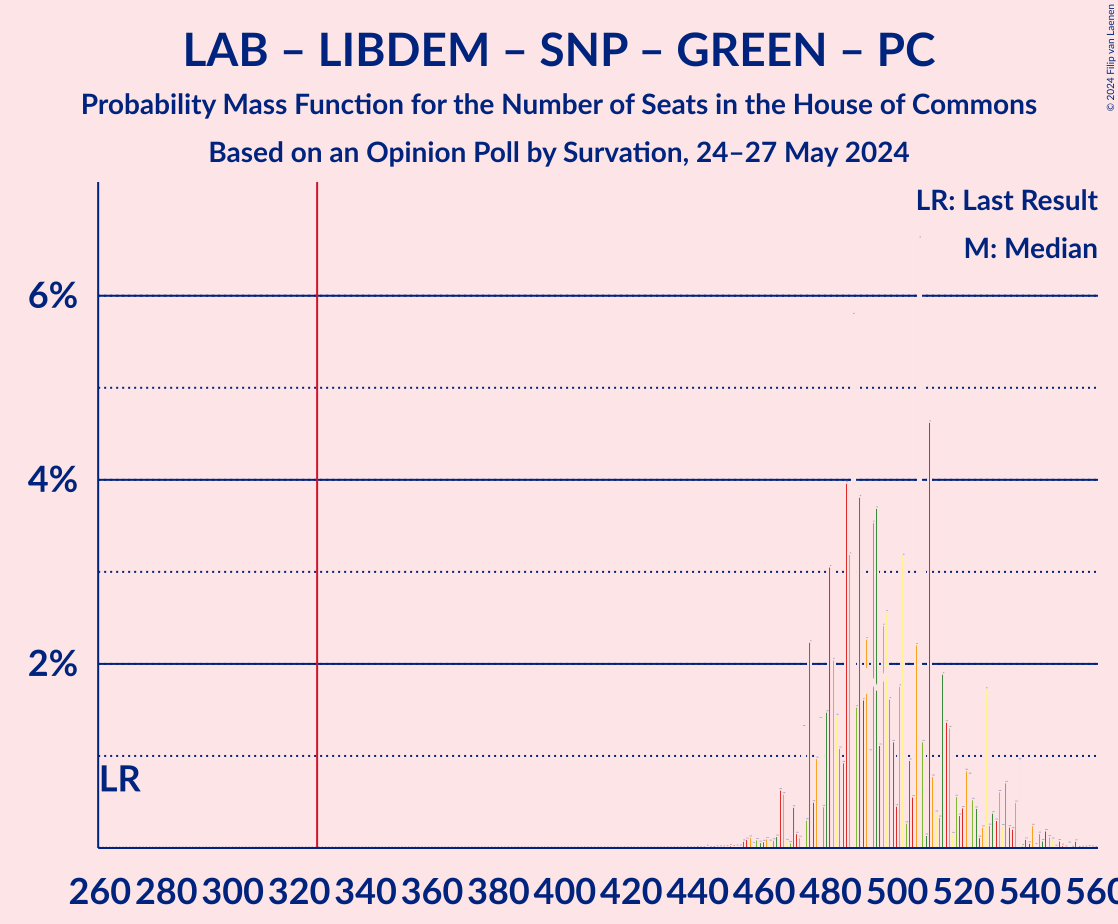 LAB – LIBDEM – SNP – GREEN – PC
Probability Mass Function for the Number of Seats in the House of Commons
Based on an Opinion Poll by Survation, 24–27 May 2024
© 2024 Filip van Laenen
LR: Last Result
M: Median
6%
4%
2%
LR
260 280 300 320 340 360 380 400 420 440 460 480 500 520 540 560